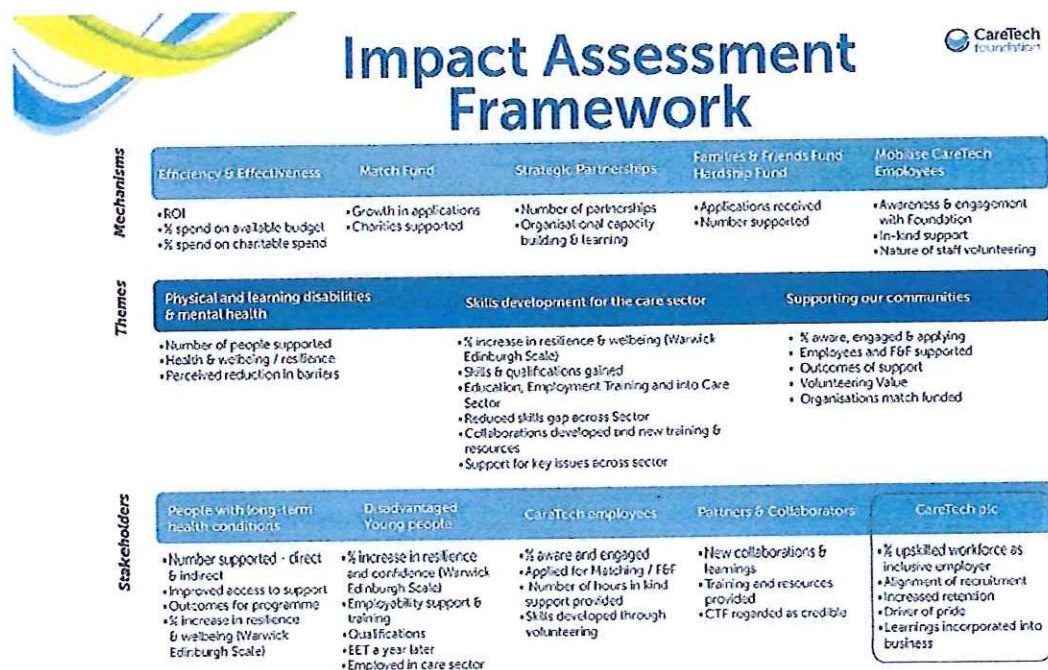 Impact Assessment
Framework
CareTech
foundation
Mechanisms
Efficiency & Effectiveness
•ROI
•% spend on available budget
•% spend on charitable spend
Match Fund
•Growth in applications
•Charities supported
Strategic Partnerships
•Number of partnerships
•Organisational capacity
building & learning
Families & Friends Fund
Hardship Fund
•Applications received
•Number supported
Mobilise CareTech
Employees
•Awareness & engagement
with Foundation
•In-kind support
•Nature of staff volunteering
Themes
Physical and learning disabilities
& mental health
•Number of people supported
•Health & wellbeing / resilience
•Perceived reduction in barriers
Skills development for the care sector
•% increase in resilience & welbeing (Warwick
Edinburgh Scale)
•Skills & qualifications gained
•Education, Employment Training and into Care
Sector
•Reduced skills gap across Sector
•Collaborations developed and new training &
resources
•Support for key issues across sector
Supporting our communities
• % aware, engaged & applying
• Employees and F&F supported
• Outcomes of support
• Volunteering Value
• Organisations match funded
Stakeholders
People with long-term
health conditions
•Number supported - direct
& indirect
•Improved access to support
•Outcomes for programme
•% increase in resilience
& welbeing (Warwick
Edinburgh Scale)
Disadvantaged
Young people
•% increase in resilience
and confidence (Warwick
Edinburgh Scale)
•Employability support &
training
•Qualifications
•EET a year later
•Employed in care sector
CareTech employees
•% aware and engaged
•Applied for Matching / F&F
•Number of hours in kind
support provided
•Skills developed through
volunteering
Partners & Collaborators
•New collaborations &
learnings
•Training and resources
provided
•CTF regarded as credible
CareTech plc
•% upskilled workforce as
inclusive employer
•Alignment of recruitment
•Increased retention
•Driver of pride
•Learnings incorporated into
business